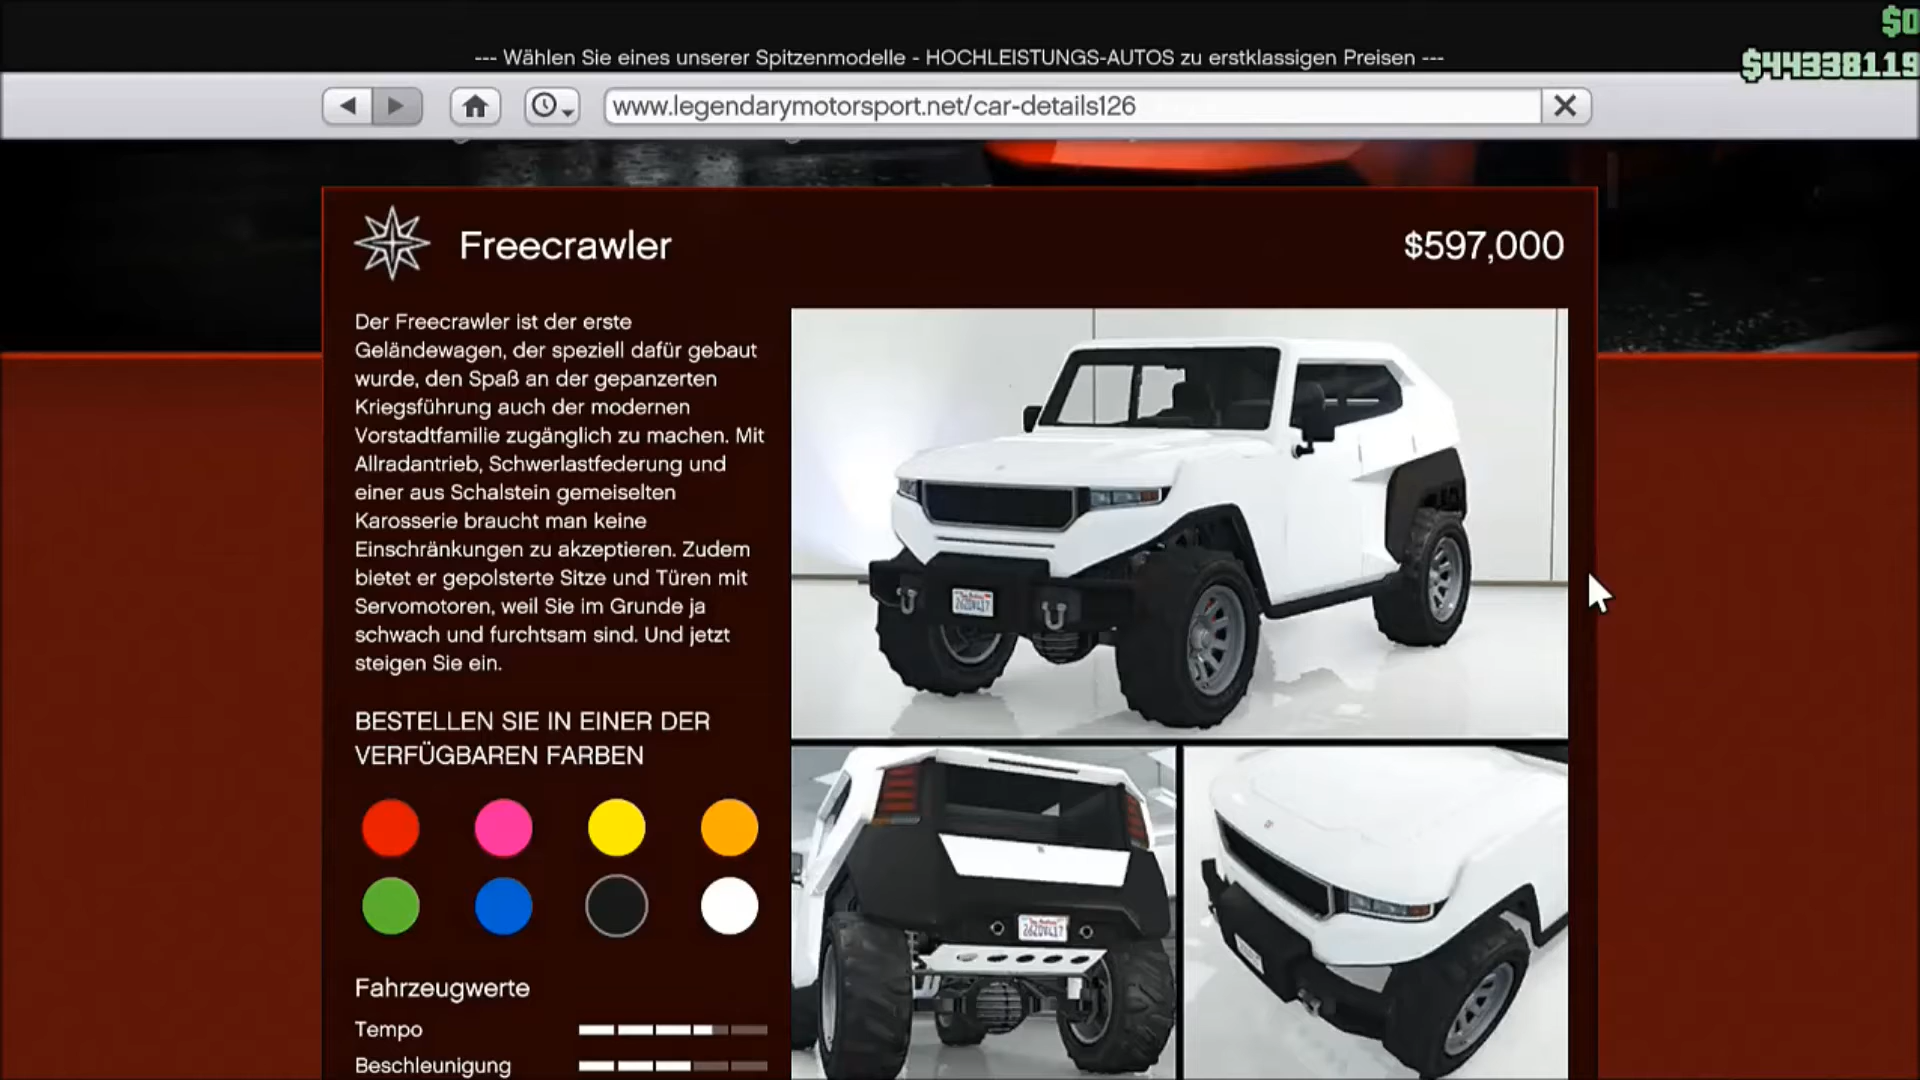 $0
$44338119
--- Wählen Sie eines unserer Spitzenmodelle - HOCHLEISTUNGS-AUTOS zu erstklassigen Preisen ---
www.legendarymotorsport.net/car-details126
Freecrawler
$597,000
Der Freecrawler ist der erste
Geländewagen, der speziell dafür gebaut
wurde, den Spaß an der gepanzerten
Kriegsführung auch der modernen
Vorstadtfamilie zugänglich zu machen. Mit
Allradantrieb, Schwerlastfederung und
einer aus Schalstein gemeiselten
Karosserie braucht man keine
Einschränkungen zu akzeptieren. Zudem
bietet er gepolsterte Sitze und Türen mit
Servomotoren, weil Sie im Grunde ja
schwach und furchtsam sind. Und jetzt
steigen Sie ein.
BESTELLEN SIE IN EINER DER
VERFÜGBAREN FARBEN
Fahrzeugwerte
Tempo
Beschleunigung